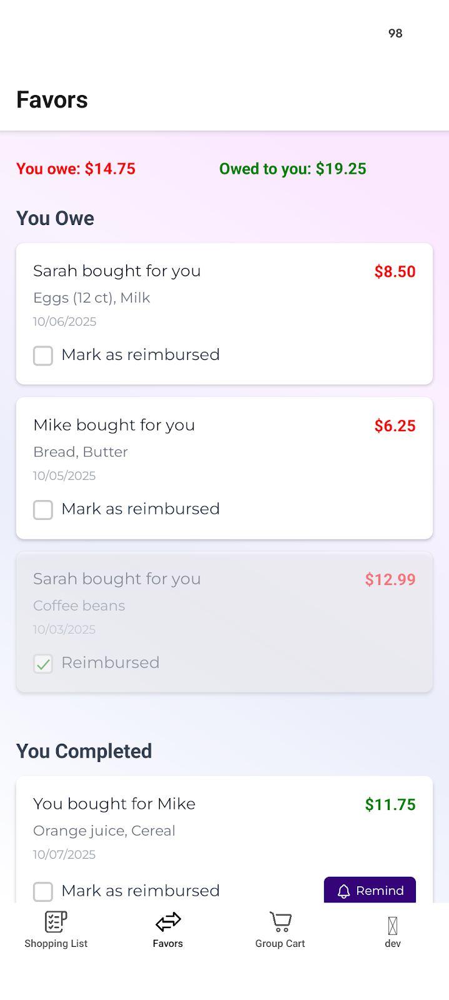 98
Favors
You owe: $14.75 Owed to you: $19.25
You Owe
Sarah bought for you $8.50
Eggs (12 ct), Milk
10/06/2025
Mark as reimbursed
Mike bought for you $6.25
Bread, Butter
10/05/2025
Mark as reimbursed
Sarah bought for you $12.99
Coffee beans
10/03/2025
Reimbursed
You Completed
You bought for Mike $11.75
Orange juice, Cereal
10/07/2025
Mark as reimbursed Remind
Shopping List Favors Group Cart dev